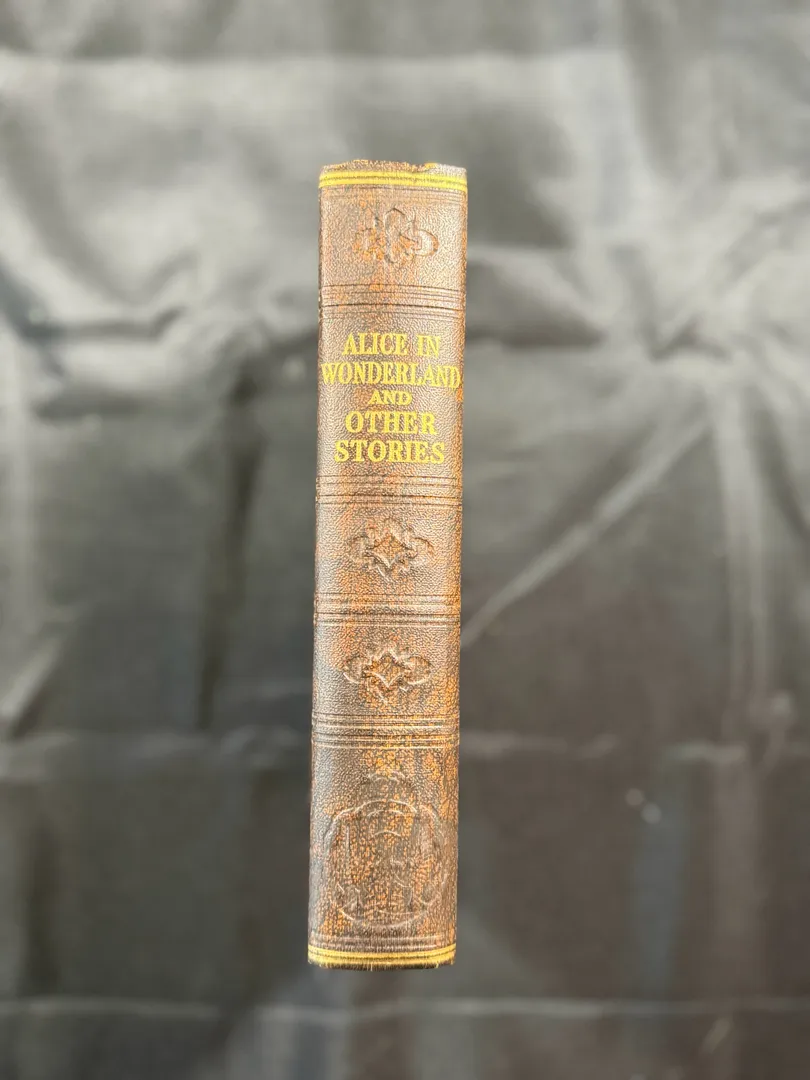 ALICE IN
WONDERLAND
AND
OTHER
STORIES